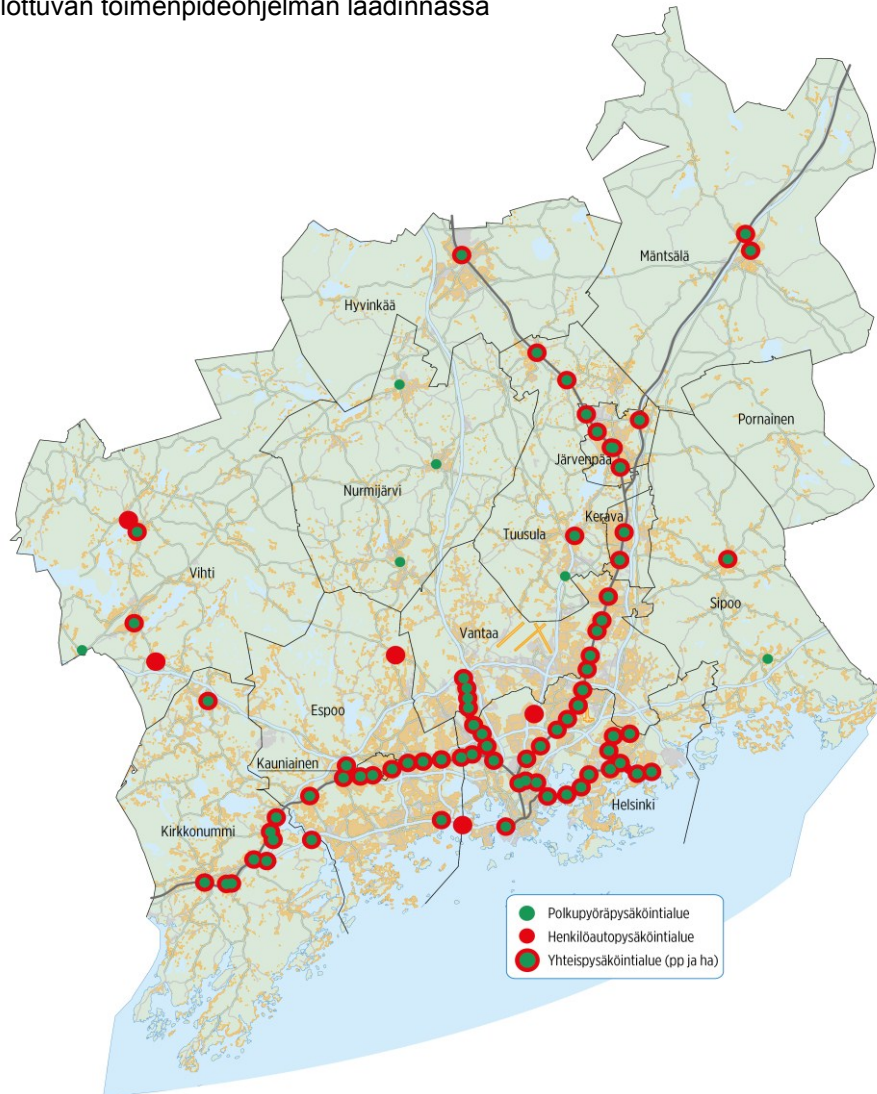 lottuvan toimenpideohjelman laadinnassa
Mäntsälä
Hyvinkää
Pornainen
Järvenpää
Nurmijärvi
Kerava
Tuusula
Vihti
Sipoo
Vantaa
Espoo
Kauniainen
Helsinki
Kirkkonummi
Polkupyöräpysäköintialue
Henkilöautopysäköintialue
Yhteispysäköintialue (pp ja ha)